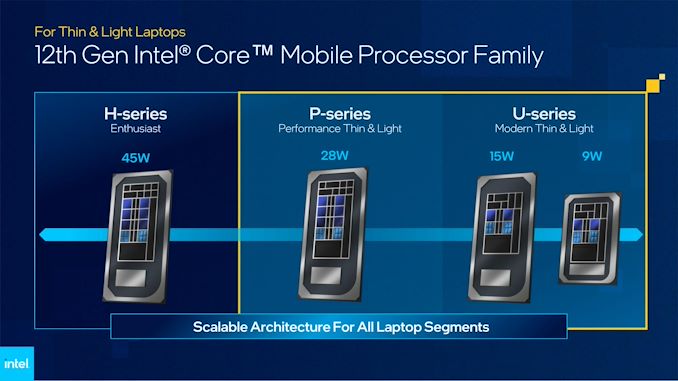 For Thin & Light Laptops
12th Gen Intel® Core™ Mobile Processor Family
H-series
Enthusiast
45W
P-series
Performance Thin & Light
28W
U-series
Modern Thin & Light
15W
9W
Scalable Architecture For All Laptop Segments
intel